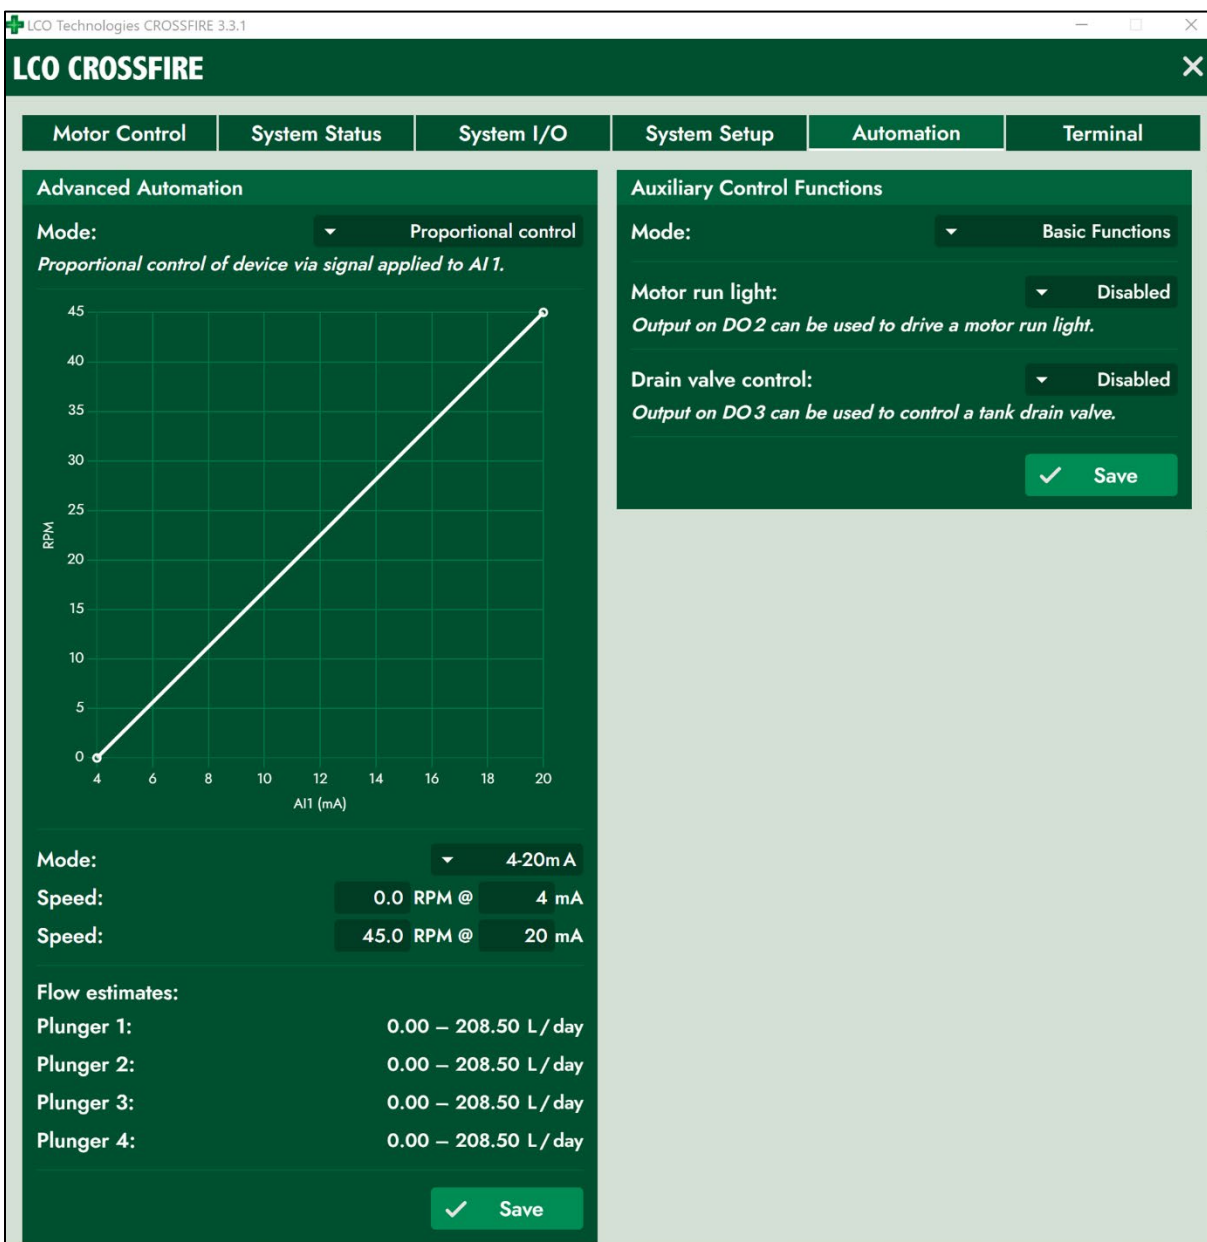 LCO Technologies CROSSFIRE 3.3.1
LCO CROSSFIRE
Motor Control System Status System I/O System Setup Automation Terminal
Advanced Automation
Mode: Proportional control
Proportional control of device via signal applied to AI1.
45
40
35
30
25
20
15
10
5
0
RPM
4 6 8 10 12 14 16 18 20
AI1 (mA)
Mode: 4-20mA
Speed: 0.0 RPM @ 4 mA
Speed: 45.0 RPM @ 20 mA
Flow estimates:
Plunger 1: 0.00 – 208.50 L/day
Plunger 2: 0.00 – 208.50 L/day
Plunger 3: 0.00 – 208.50 L/day
Plunger 4: 0.00 – 208.50 L/day
Save
Auxiliary Control Functions
Mode: Basic Functions
Motor run light: Disabled
Output on DO2 can be used to drive a motor run light.
Drain valve control: Disabled
Output on DO3 can be used to control a tank drain valve.
Save